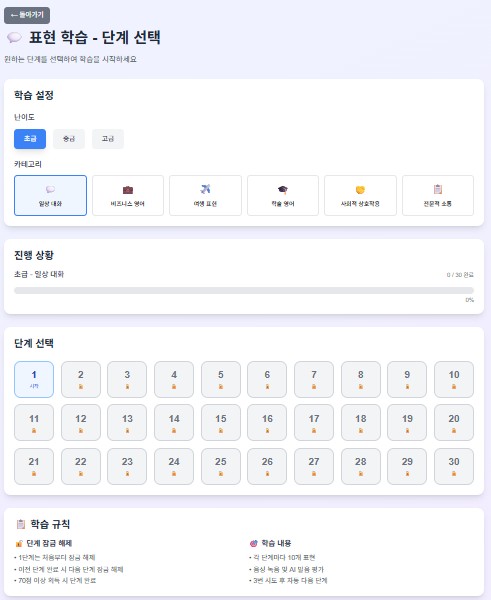 ← 돌아가기
표현 학습 - 단계 선택
원하는 단계를 선택하여 학습을 시작하세요
학습 설정
난이도
초급 중급 고급
카테고리
일상 대화 비즈니스 영어 여행 표현 학술 영어 사회적 상호작용 전문적 소통
진행 상황
초급 - 일상 대화 0 / 30 완료
0%
단계 선택
1 2 3 4 5 6 7 8 9 10
시작
11 12 13 14 15 16 17 18 19 20
21 22 23 24 25 26 27 28 29 30
학습 규칙
단계 잠금 해제
• 1단계는 처음부터 잠금 해제
• 이전 단계 완료 시 다음 단계 잠금 해제
• 70점 이상 획득 시 단계 완료
학습 내용
• 각 단계마다 10개 표현
• 음성 녹음 및 AI 발음 평가
• 3번 시도 후 자동 다음 단계